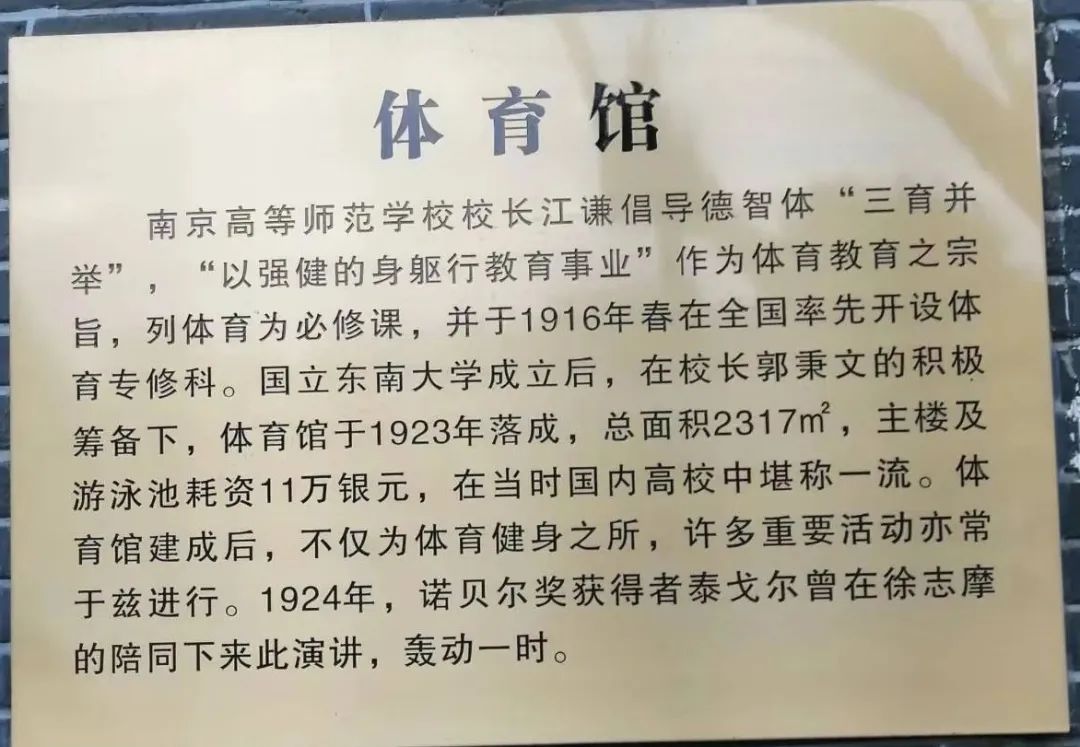 体育馆
南京高等师范学校校长江谦倡导德智体“三育并
举”，“以强健的身躯行教育事业”作为体育教育之宗
旨，列体育为必修课，并于1916年春在全国率先开设体
育专修科。国立东南大学成立后，在校长郭秉文的积极
筹备下，体育馆于1923年落成，总面积2317㎡，主楼及
游泳池耗资11万银元，在当时国内高校中堪称一流。体
育馆建成后，不仅为体育健身之所，许多重要活动亦常
于兹进行。1924年，诺贝尔奖获得者泰戈尔曾在徐志摩
的陪同下来此演讲，轰动一时。